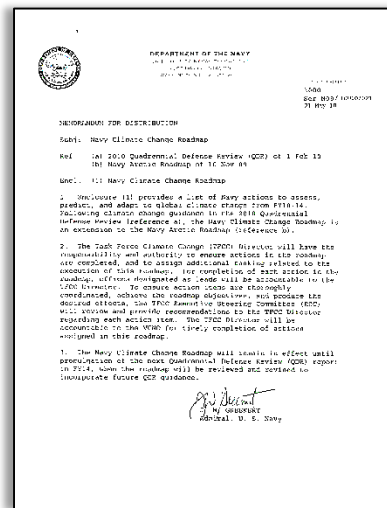 DEPARTMENT OF THE NAVY
MEMORANDUM FOR DISTRIBUTION
Subj: Navy Climate Change Roadmap
Ref (a) 2010 Quadrennial Defense Review (QDR) of 1 Feb 10
(b) Navy Arctic Roadmap of 10 Nov 09
Encl: (1) Navy Climate Change Roadmap
1. Enclosure (1) provides a list of Navy actions to assess,
predict, and adapt to global climate change from FY10-14.
Following climate change guidance in the 2010 Quadrennial
Defense Review (reference a), the Navy Climate Change Roadmap is
an extension to the Navy Arctic Roadmap (reference b).
2. The Task Force Climate Change (TFCC) Director will have the
responsibility and authority to ensure actions in the roadmap
are completed, and to assign additional tasking related to the
execution of this roadmap. For completion of each action in the
roadmap, offices designated as leads will be accountable to the
TFCC Director. To ensure action items are thoroughly
coordinated, achieve the roadmap objectives, and produce the
desired effects, the TFCC Executive Steering Committee (ESC)
will review and provide recommendations to the TFCC Director
regarding each action item. The TFCC Director will be
accountable to the VCNO for timely completion of actions
assigned in this roadmap.
3. The Navy Climate Change Roadmap will remain in effect until
promulgation of the next Quadrennial Defense Review (QDR) report
in FY14, when the roadmap will be reviewed and revised to
incorporate future QDR guidance.
GREENERT
Admiral, U. S. Navy